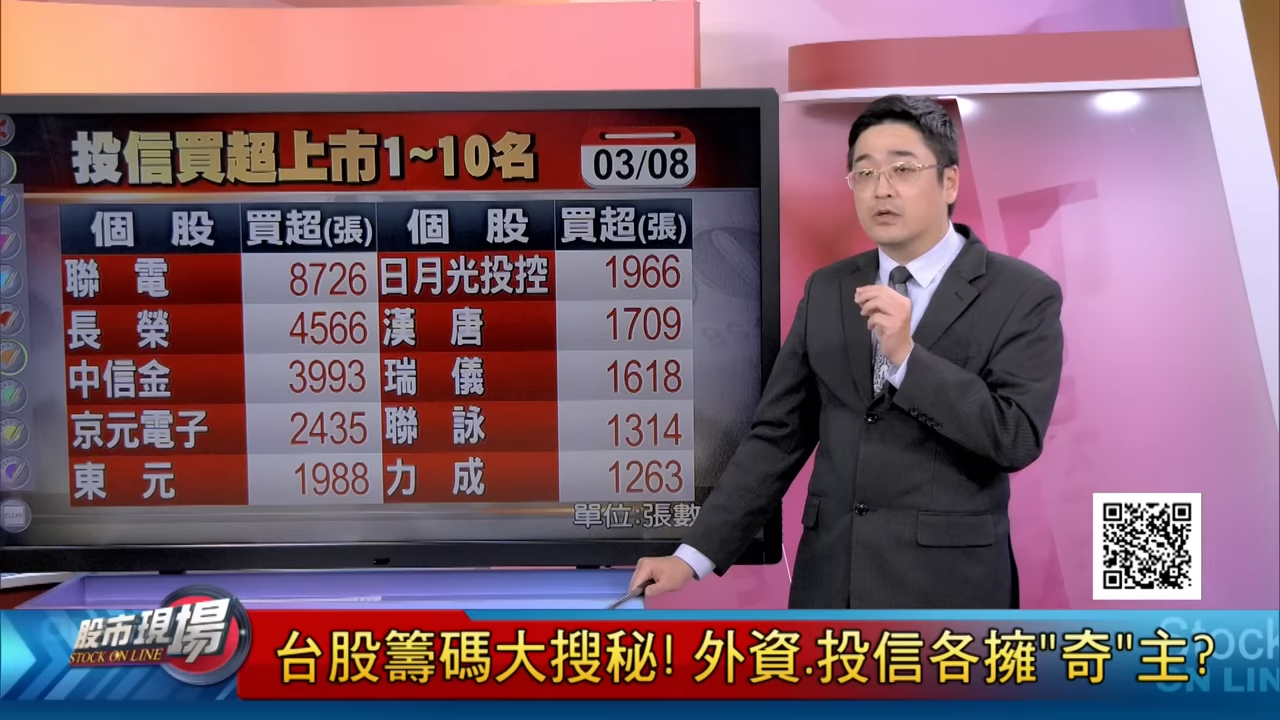 投信買超上市1~10名
03/08
個 股 買超(張) 個 股 買超(張)
聯 電 8726 日月光投控 1966
長 榮 4566 漢 唐 1709
中信金 3993 瑞 儀 1618
京元電子 2435 聯 詠 1314
東 元 1988 力 成 1263
單位:張數
股市現場
STOCK ON LINE
台股籌碼大搜秘! 外資.投信各擁"奇"主?
Stock
ON LIN